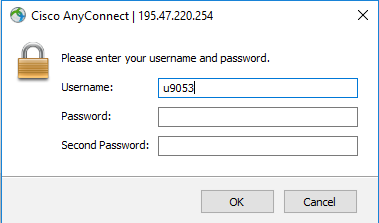 Cisco AnyConnect | 195.47.220.254
Please enter your username and password.
Username: u9053
Password:
Second Password:
OK Cancel